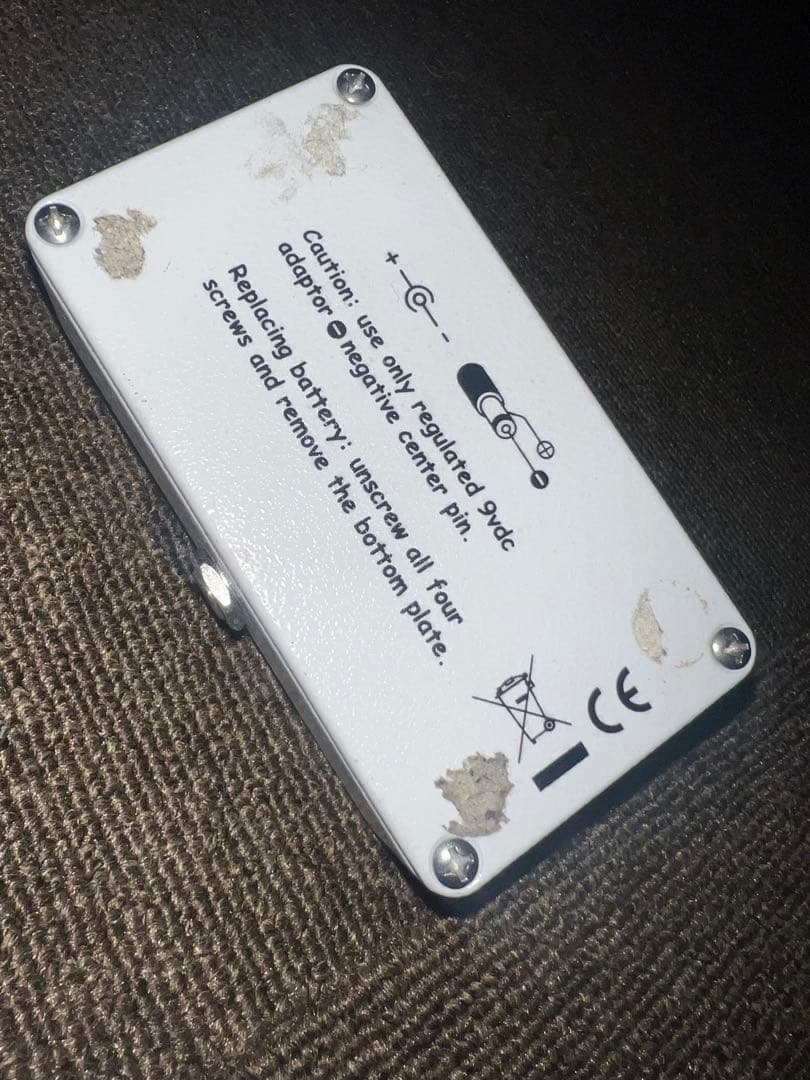 + -
Caution: use only regulated 9vdc
adaptor ⊖ negative center pin.
Replacing battery: unscrew all four
screws and remove the bottom plate.
CE